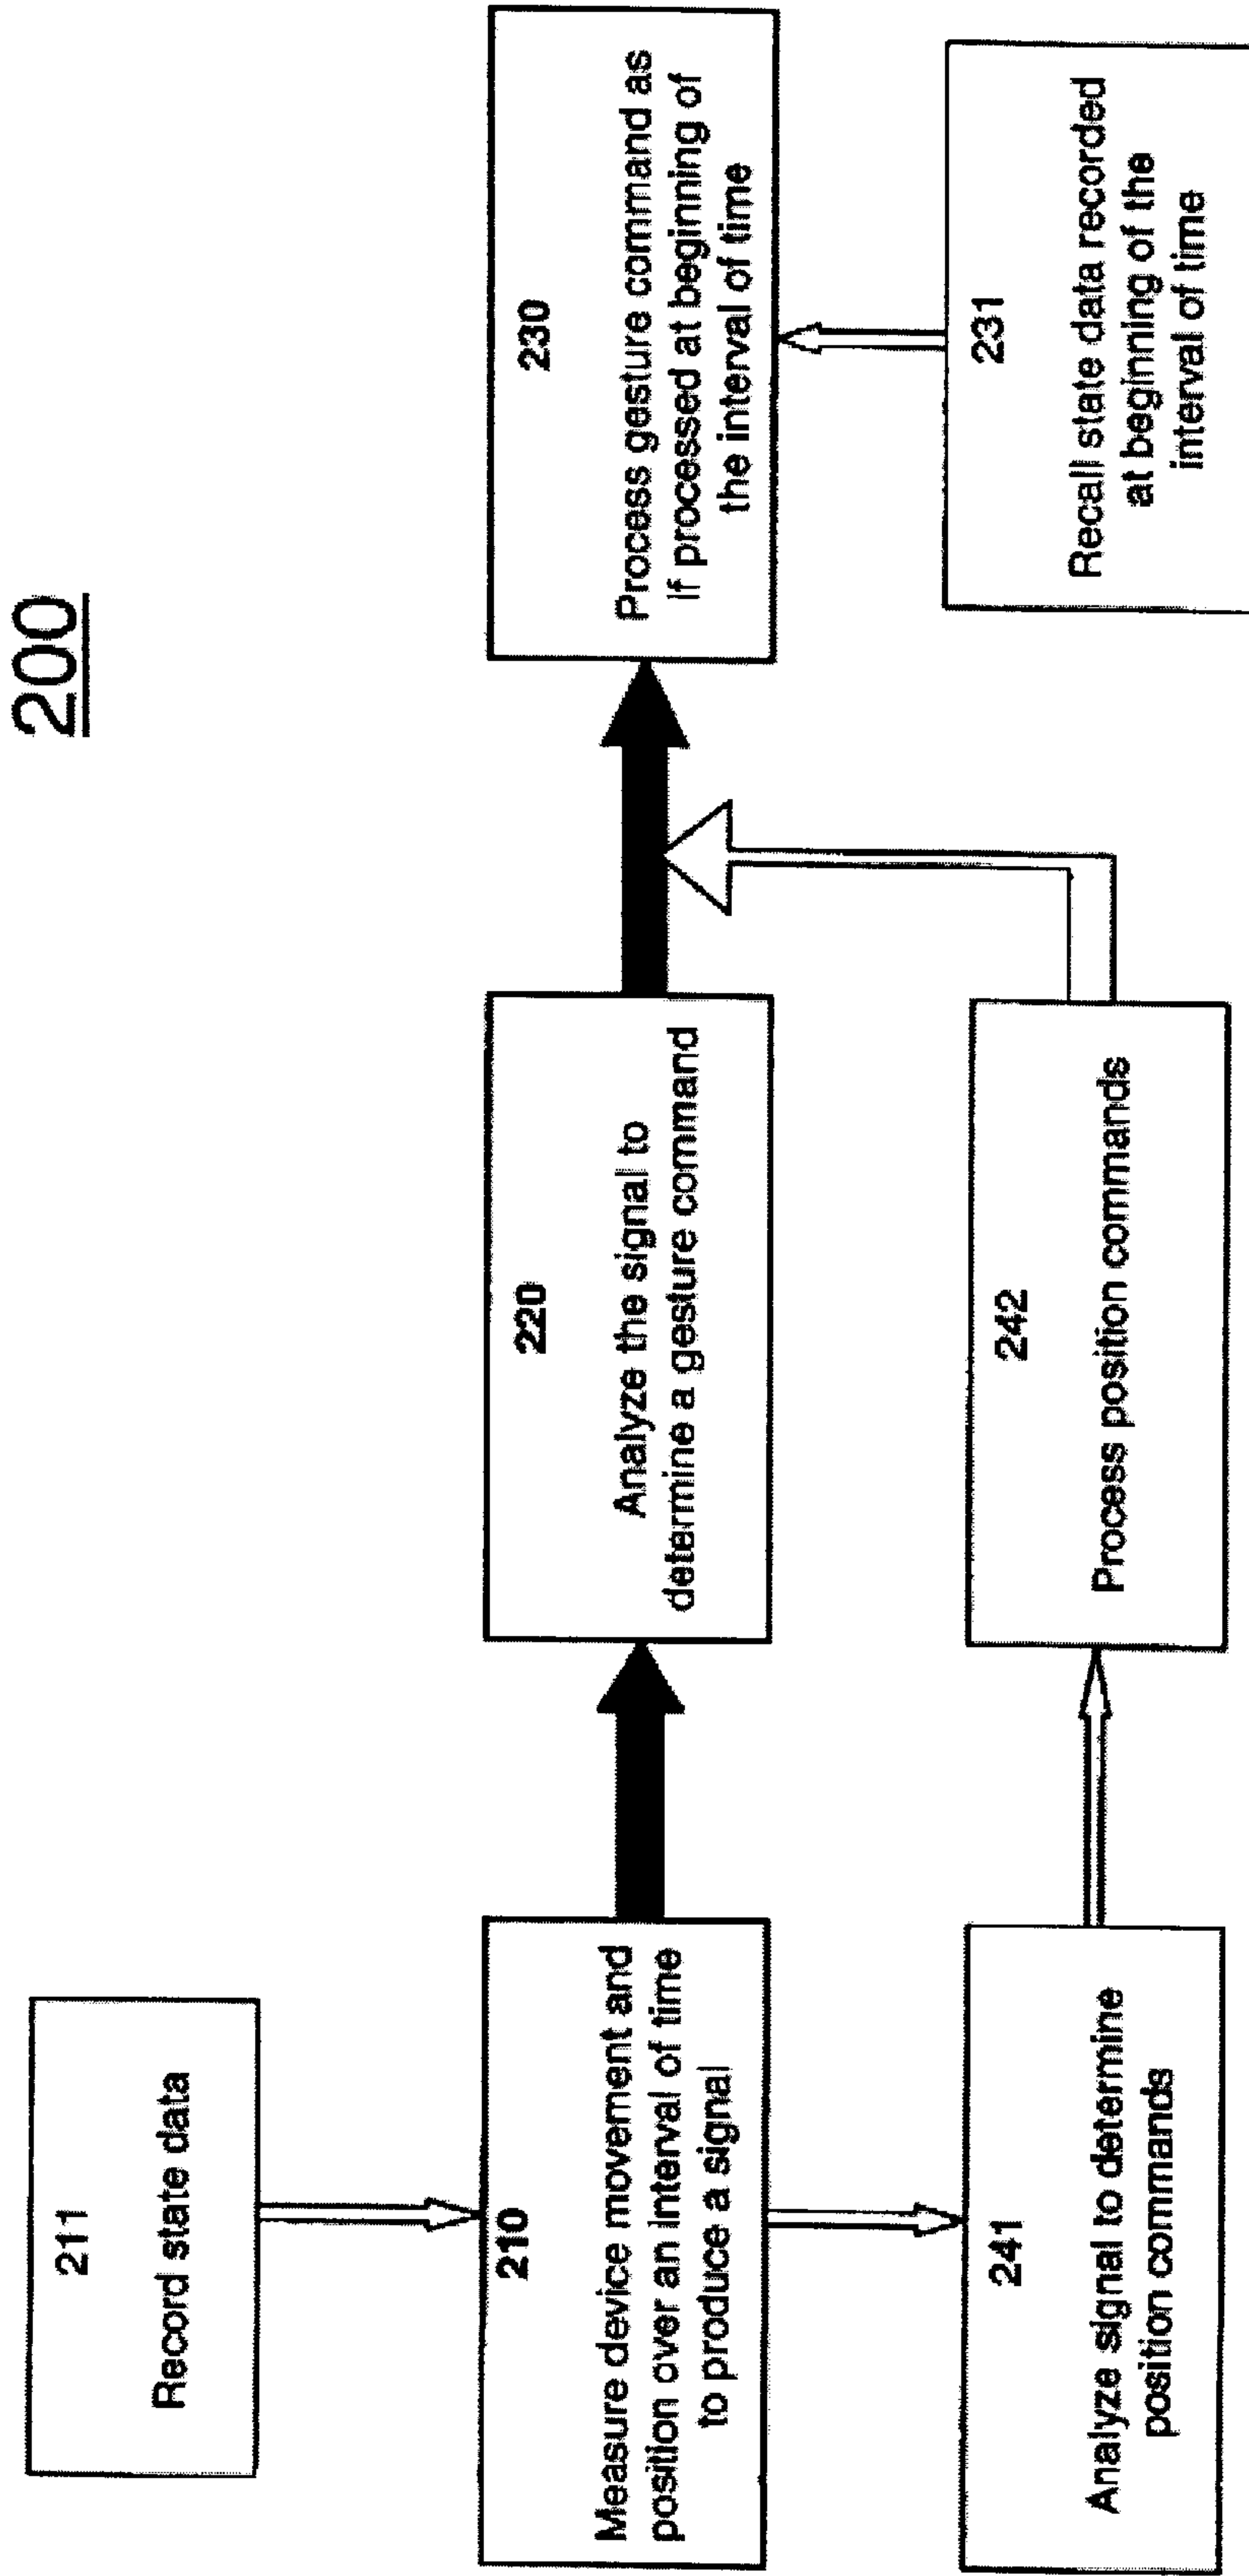 200
211
Record state data
210
Measure device movement and
position over an interval of time
to produce a signal
220
Analyze the signal to
determine a gesture command
230
Process gesture command as
if processed at beginning of
the interval of time
241
Analyze signal to determine
position commands
242
Process position commands
231
Recall state data recorded
at beginning of the
interval of time